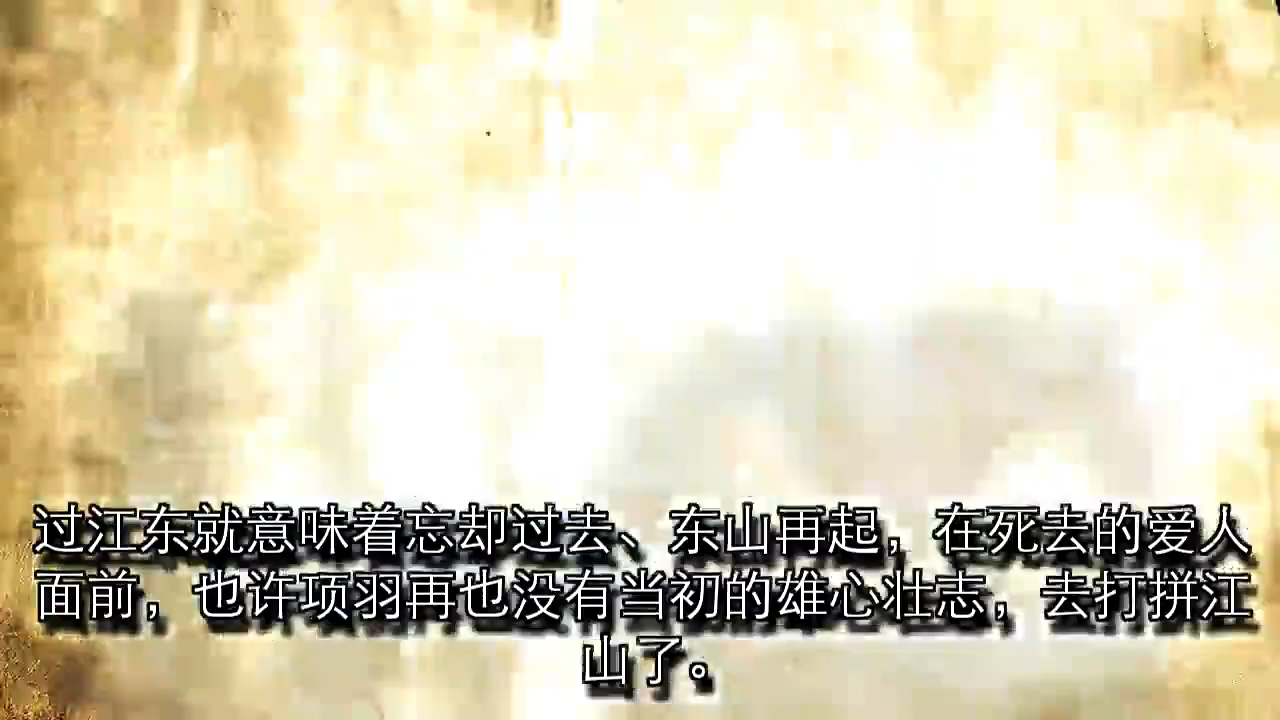 过江东就意味着忘却过去、东山再起，在死去的爱人
面前，也许项羽再也没有当初的雄心壮志，去打拼江
山了。